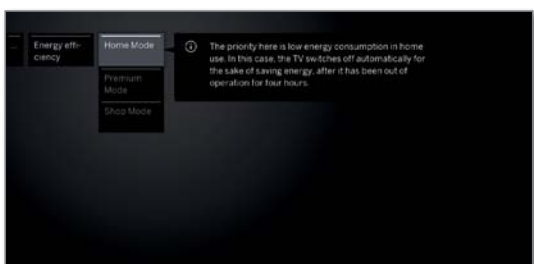 ...
Energy effi-
ciency
Home Mode
The priority here is low energy consumption in home
use. In this case, the TV switches off automatically for
the sake of saving energy, after it has been out of
operation for four hours.
Premium
Mode
Shop Mode